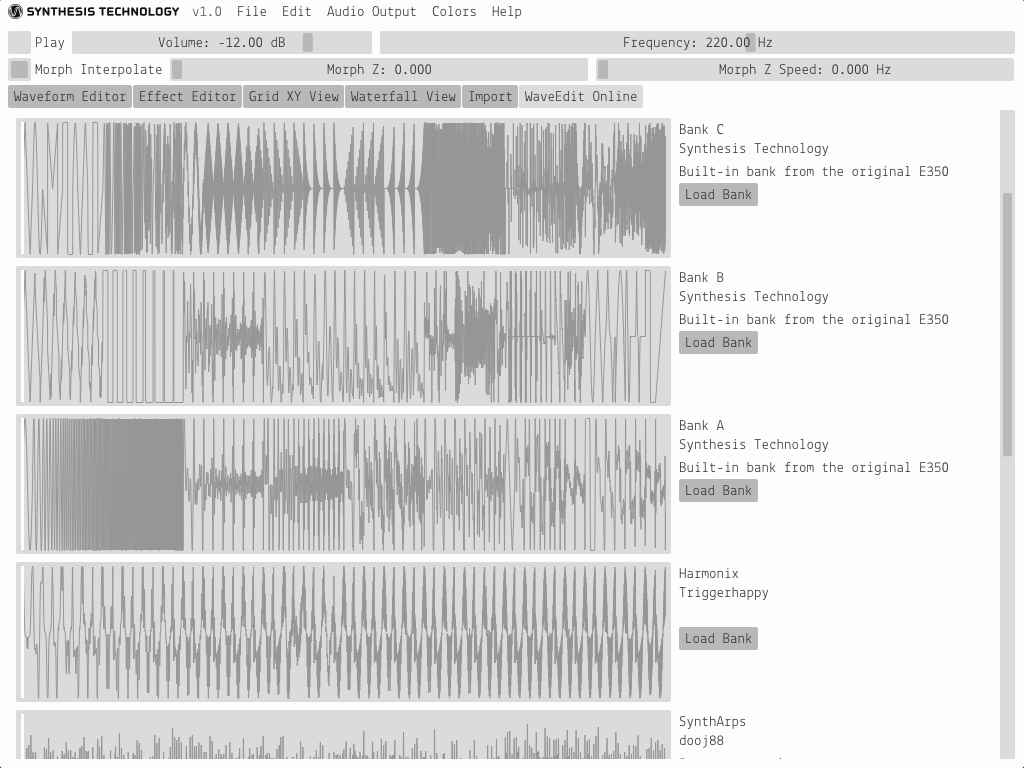 SYNTHESIS TECHNOLOGY v1.0 File Edit Audio Output Colors Help
Play Volume: -12.00 dB Frequency: 220.00 Hz
Morph Interpolate Morph Z: 0.000 Morph Z Speed: 0.000 Hz
Waveform Editor Effect Editor Grid XY View Waterfall View Import WaveEdit Online
Bank C
Synthesis Technology
Built-in bank from the original E350
Load Bank
Bank B
Synthesis Technology
Built-in bank from the original E350
Load Bank
Bank A
Synthesis Technology
Built-in bank from the original E350
Load Bank
Harmonix
Triggerhappy
Load Bank
SynthArps
dooj88